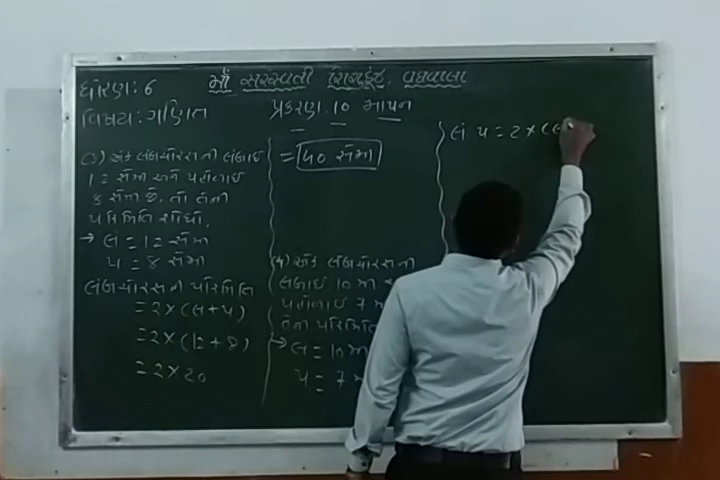 માઁ સરસ્વતી
ધોરણ: 6
વિષય: ગણિત
પ્રકરણ. 10 માપન
(3) એક લંબચોરસની લંબાઈ
12 સેમી અને પહોળાઈ
8 સેમી છે. તો તેની
પરિમિતિ શોધો.
→ લ = 12 સેમી
પ = 8 સેમી
લંબચોરસની પરિમિતિ
= 2 × (લ + પ)
= 2 × (12 + 8)
= 2 × 20
= 40 સેમી
(4) એક લંબચોરસની
લંબાઈ 10 મી
પહોળાઈ 7
તેની પરિમિતિ
→ લ = 10 મી
પ = 7
લં. પ = 2 × (લ